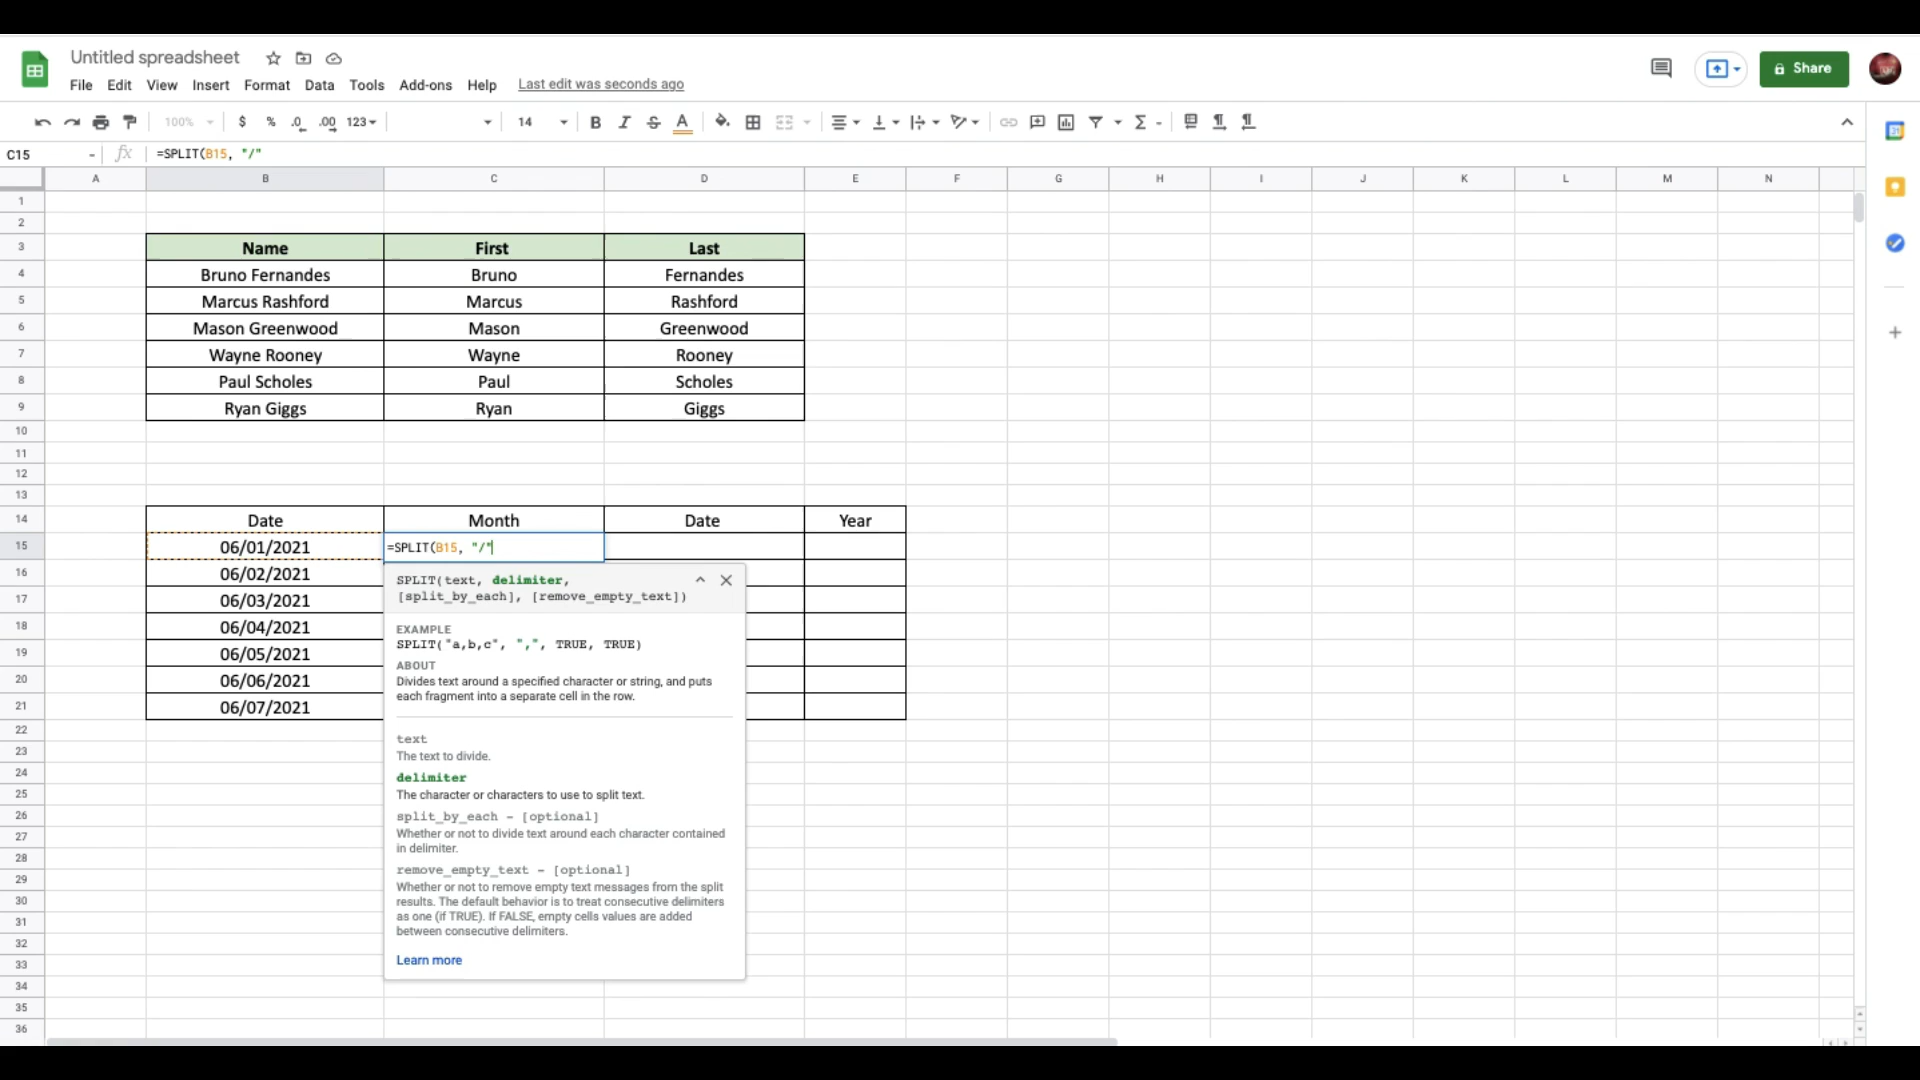 Untitled spreadsheet
File Edit View Insert Format Data Tools Add-ons Help Last edit was seconds ago
Share
100% $ % .0 .00 123 14 B I S A Σ
C15 fx =SPLIT(B15, "/"
A B C D E F G H I J K L M N
1
2
3 Name First Last
4 Bruno Fernandes Bruno Fernandes
5 Marcus Rashford Marcus Rashford
6 Mason Greenwood Mason Greenwood
7 Wayne Rooney Wayne Rooney
8 Paul Scholes Paul Scholes
9 Ryan Giggs Ryan Giggs
10
11
12
13
14 Date Month Date Year
15 06/01/2021 =SPLIT(B15, "/"
16 06/02/2021
17 06/03/2021
18 06/04/2021
19 06/05/2021
20 06/06/2021
21 06/07/2021
22
23
24
25
26
27
28
29
30
31
32
33
34
35
36
SPLIT(text, delimiter,
[split_by_each], [remove_empty_text])
EXAMPLE
SPLIT("a,b,c", ",", TRUE, TRUE)
ABOUT
Divides text around a specified character or string, and puts
each fragment into a separate cell in the row.
text
The text to divide.
delimiter
The character or characters to use to split text.
split_by_each - [optional]
Whether or not to divide text around each character contained
in delimiter.
remove_empty_text - [optional]
Whether or not to remove empty text messages from the split
results. The default behavior is to treat consecutive delimiters
as one (if TRUE). If FALSE, empty cells values are added
between consecutive delimiters.
Learn more